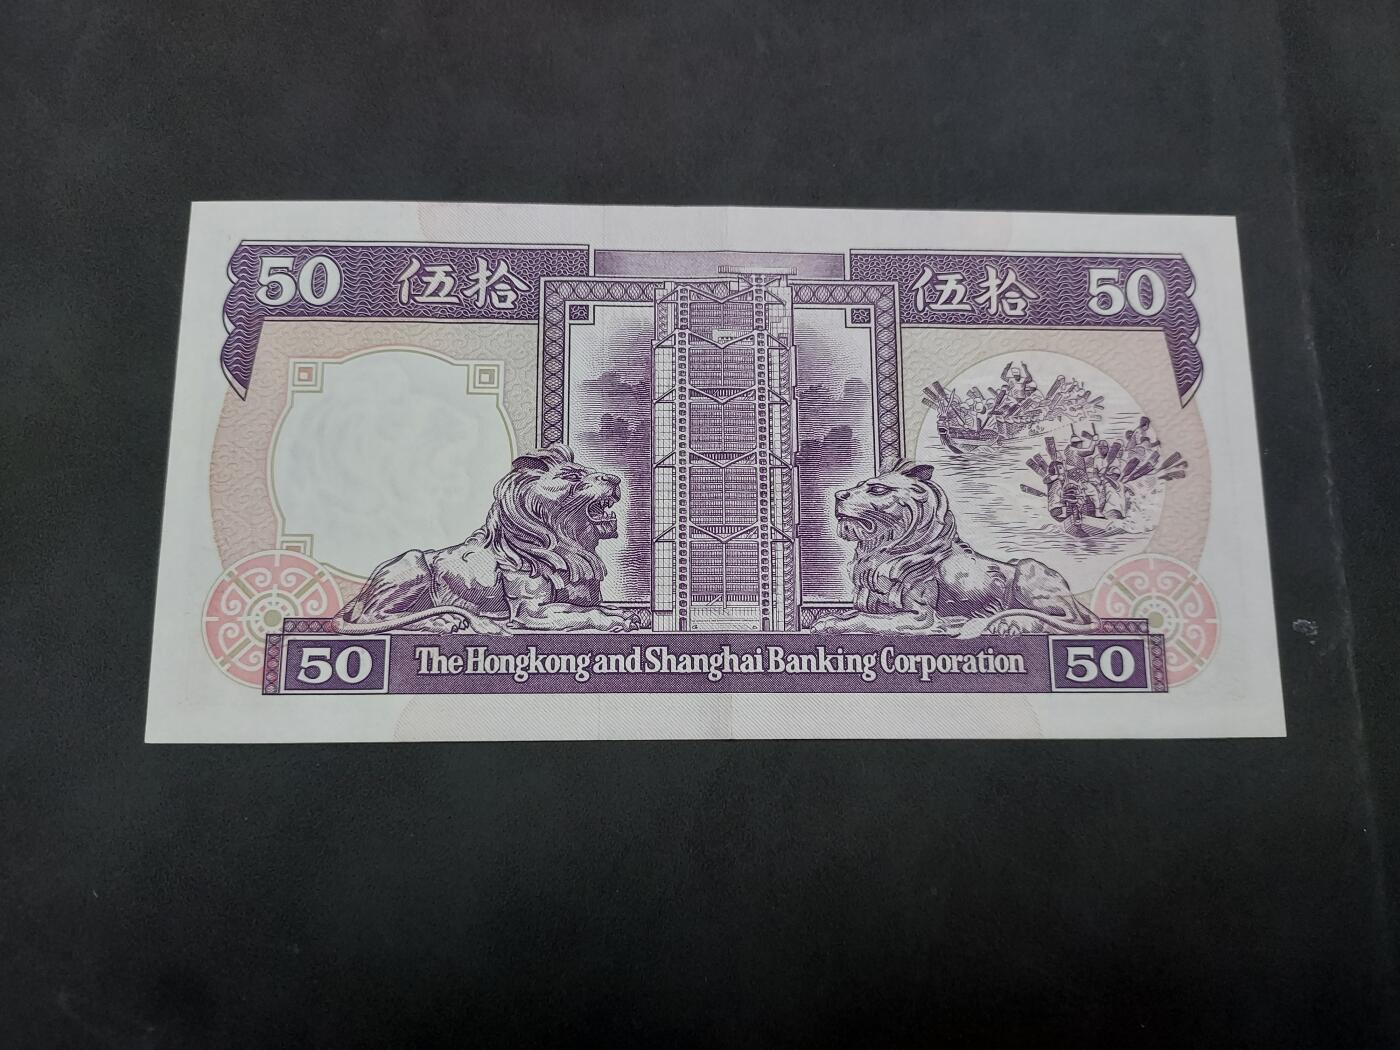 50 伍拾 伍拾 50
50 The Hongkong and Shanghai Banking Corporation 50